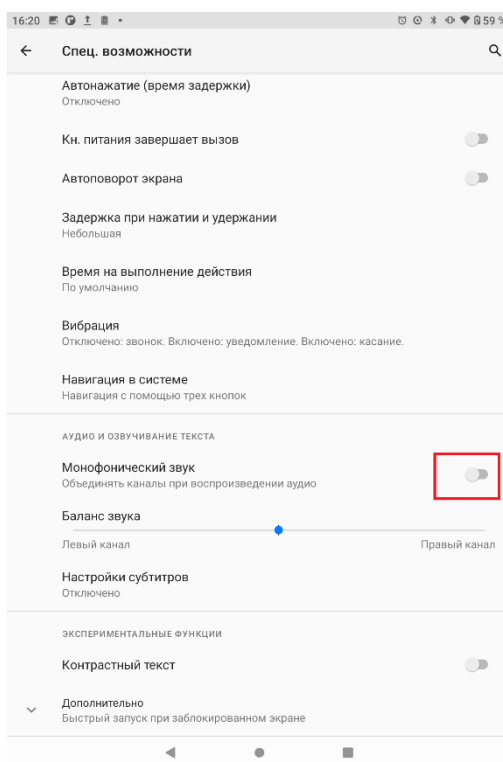 16:20
59 %
Спец. возможности
Автонажатие (время задержки)
Отключено
Кн. питания завершает вызов
Автоповорот экрана
Задержка при нажатии и удержании
Небольшая
Время на выполнение действия
По умолчанию
Вибрация
Отключено: звонок. Включено: уведомление. Включено: касание.
Навигация в системе
Навигация с помощью трех кнопок
АУДИО И ОЗВУЧИВАНИЕ ТЕКСТА
Монофонический звук
Объединять каналы при воспроизведении аудио
Баланс звука
Левый канал
Правый канал
Настройки субтитров
Отключено
ЭКСПЕРИМЕНТАЛЬНЫЕ ФУНКЦИИ
Контрастный текст
Дополнительно
Быстрый запуск при заблокированном экране